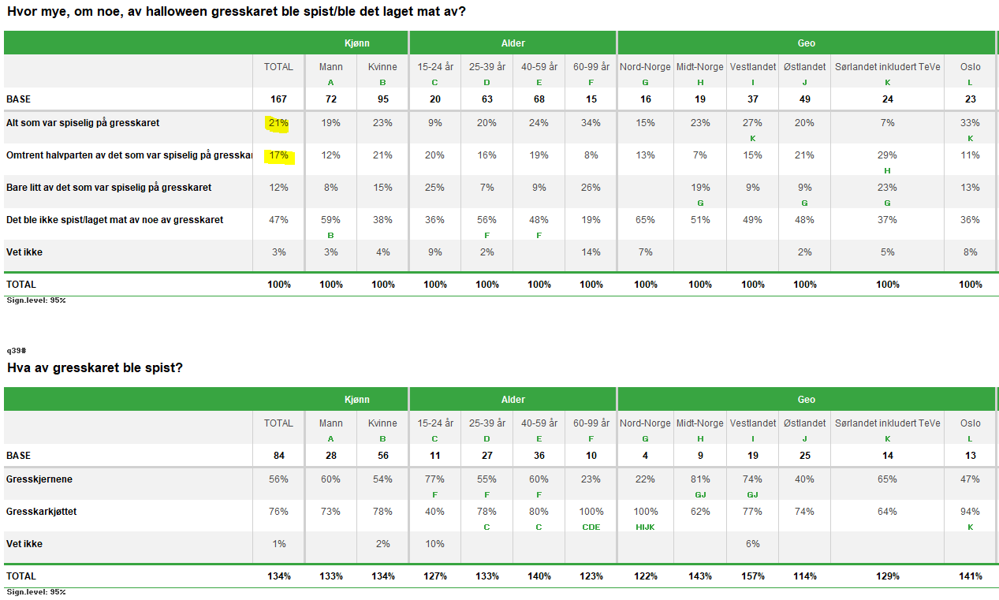 Hvor mye, om noe, av halloween gresskaret ble spist/ble det laget mat av?
Kjønn Alder Geo
TOTAL Mann Kvinne 15-24 år 25-39 år 40-59 år 60-99 år Nord-Norge Midt-Norge Vestlandet Østlandet Sørlandet inkludert TeVe Oslo
A B C D E F G H I J K L
BASE 167 72 95 20 63 68 15 16 19 37 49 24 23
Alt som var spiselig på gresskaret 21% 19% 23% 9% 20% 24% 34% 15% 23% 27% 20% 7% 33%
K K
Omtrent halvparten av det som var spiselig på gresskar 17% 12% 21% 20% 16% 19% 8% 13% 7% 15% 21% 29% 11%
H
Bare litt av det som var spiselig på gresskaret 12% 8% 15% 25% 7% 9% 26% 19% 9% 9% 23% 13%
G G G
Det ble ikke spist/laget mat av noe av gresskaret 47% 59% 38% 36% 56% 48% 19% 65% 51% 49% 48% 37% 36%
B F F
Vet ikke 3% 3% 4% 9% 2% 14% 7% 2% 5% 8%
TOTAL 100% 100% 100% 100% 100% 100% 100% 100% 100% 100% 100% 100% 100%
Sign.level: 95%
q39#
Hva av gresskaret ble spist?
Kjønn Alder Geo
TOTAL Mann Kvinne 15-24 år 25-39 år 40-59 år 60-99 år Nord-Norge Midt-Norge Vestlandet Østlandet Sørlandet inkludert TeVe Oslo
A B C D E F G H I J K L
BASE 84 28 56 11 27 36 10 4 9 19 25 14 13
Gresskjernene 56% 60% 54% 77% 55% 60% 23% 22% 81% 74% 40% 65% 47%
F F F GJ GJ
Gresskarkjøttet 76% 73% 78% 40% 78% 80% 100% 100% 62% 77% 74% 64% 94%
C C CDE HIJK K
Vet ikke 1% 2% 10% 6%
TOTAL 134% 133% 134% 127% 133% 140% 123% 122% 143% 157% 114% 129% 141%
Sign.level: 95%